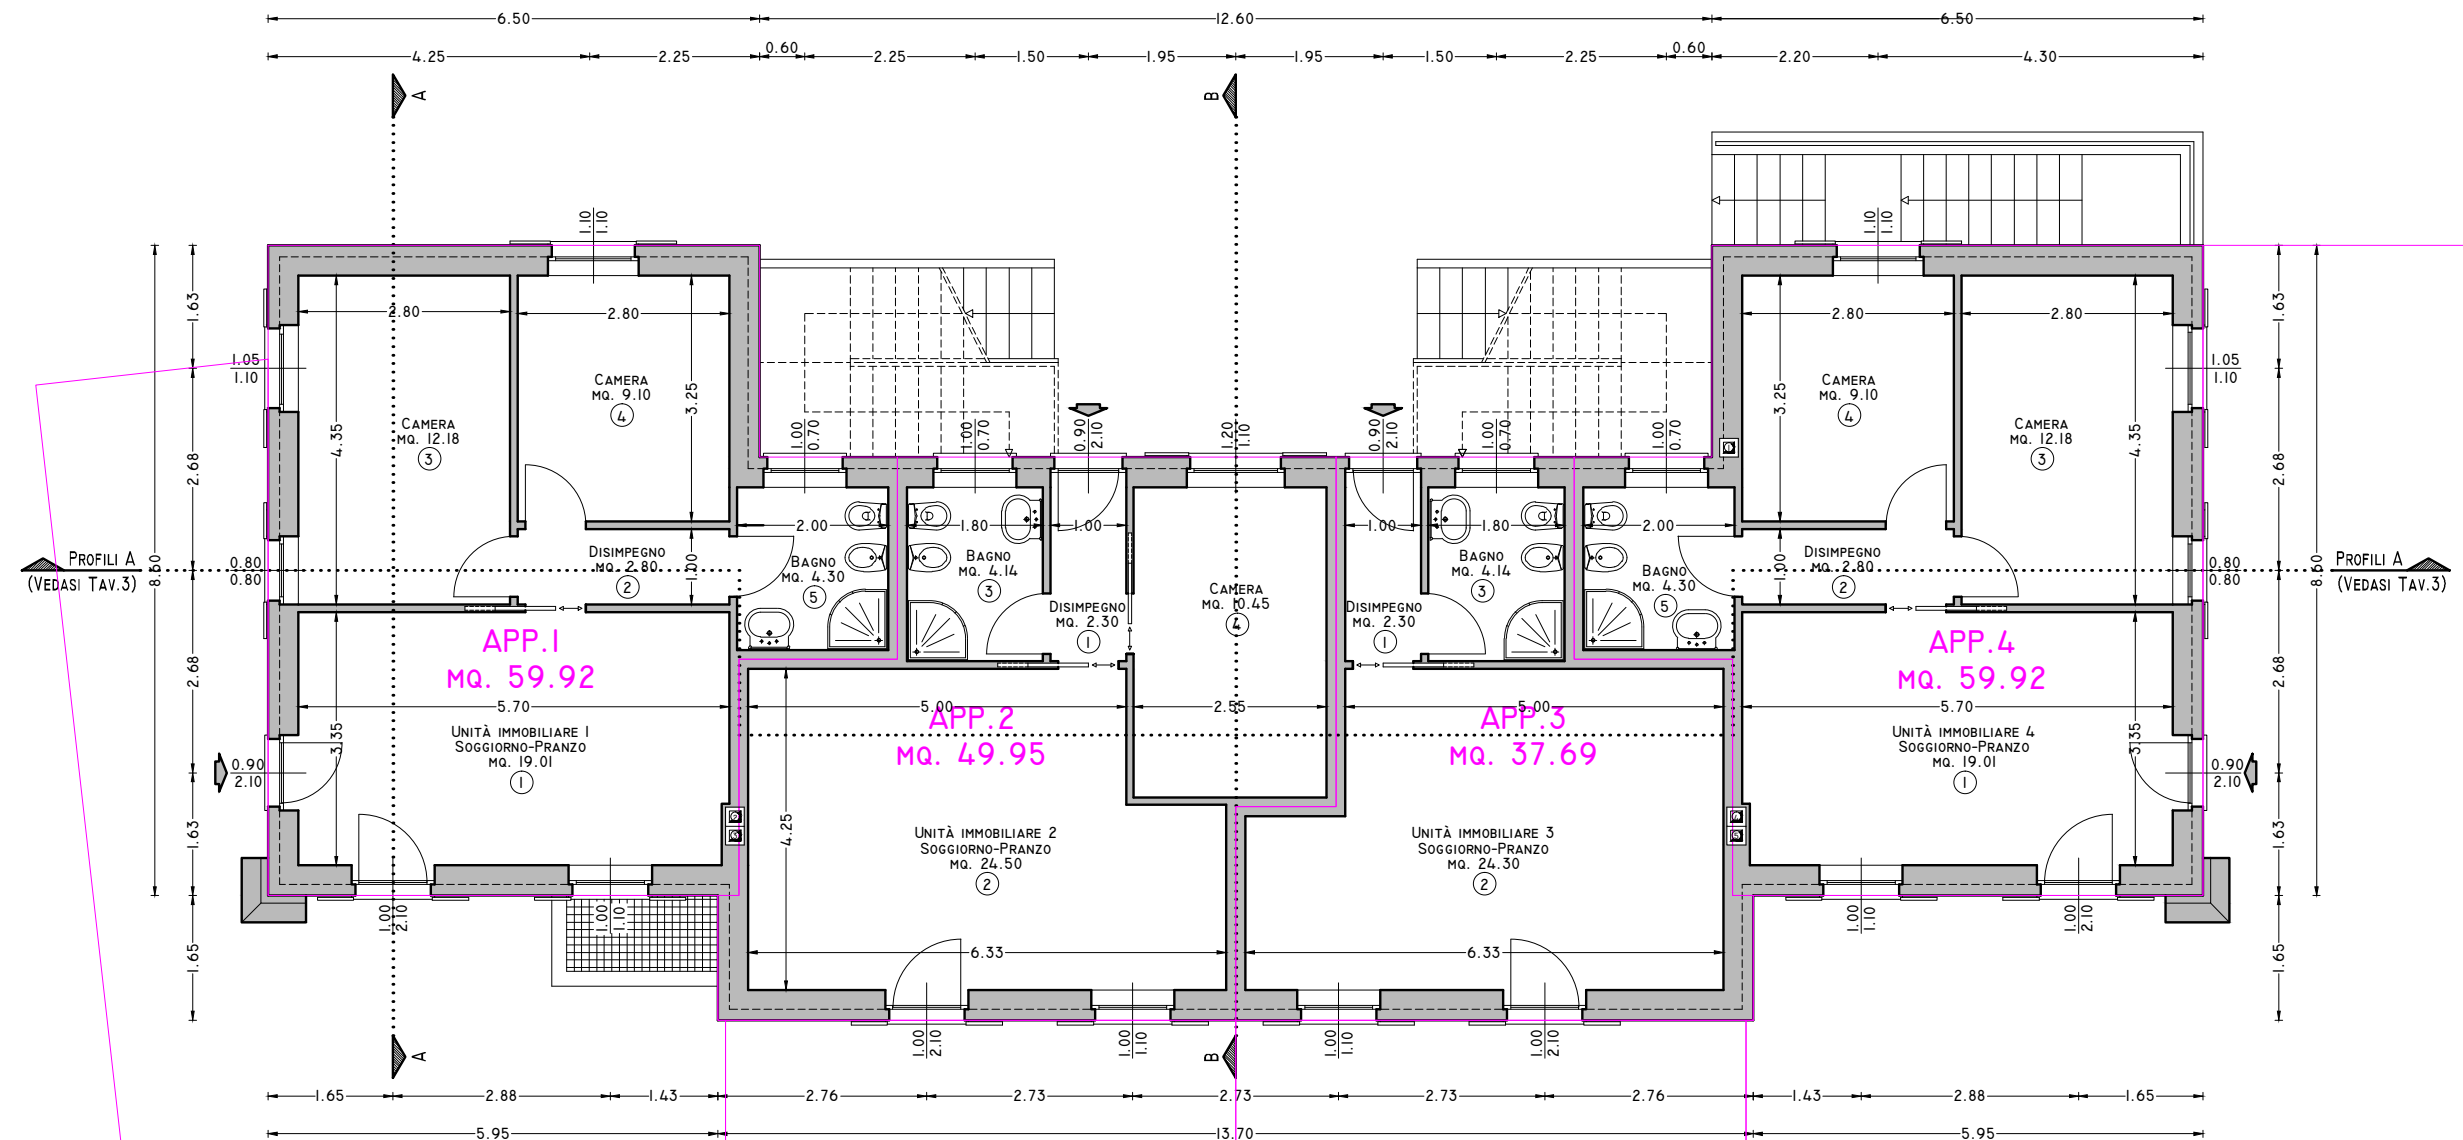 6.50 12.60 6.50
4.25 2.25 0.60 2.25 1.50 1.95 1.95 1.50 2.25 0.60 2.20 4.30
A B
1.10
1.10
1.10
1.10
1.63
2.80
2.80
2.80
2.80
1.63
1.05
1.10
1.05
1.10
4.35
3.25
3.25
4.35
CAMERA
MQ. 9.10
4
CAMERA
MQ. 12.18
3
CAMERA
MQ. 9.10
4
CAMERA
MQ. 12.18
3
1.00
0.70
1.00
0.70
0.90
2.10
1.20
1.10
0.90
2.10
1.00
0.70
1.00
0.70
2.68
2.68
8.60
8.60
2.00 1.80 1.00 1.00 1.80 2.00
PROFILI A
(VEDASI TAV.3)
0.80
0.80
DISIMPEGNO
MQ. 2.80
2
1.00
BAGNO
MQ. 4.30
5
BAGNO
MQ. 4.14
3
DISIMPEGNO
MQ. 2.30
1
CAMERA
MQ. 10.45
4
DISIMPEGNO
MQ. 2.30
1
BAGNO
MQ. 4.14
3
BAGNO
MQ. 4.30
5
1.00
DISIMPEGNO
MQ. 2.80
2
0.80
0.80
PROFILI A
(VEDASI TAV.3)
APP.1
MQ. 59.92
APP.4
MQ. 59.92
2.68
2.68
5.70 5.00 2.55 5.00 5.70
APP.2
MQ. 49.95
APP.3
MQ. 37.69
3.35
3.35
UNITÀ IMMOBILIARE 1
SOGGIORNO-PRANZO
MQ. 19.01
1
UNITÀ IMMOBILIARE 4
SOGGIORNO-PRANZO
MQ. 19.01
1
0.90
2.10
0.90
2.10
4.25
UNITÀ IMMOBILIARE 2
SOGGIORNO-PRANZO
MQ. 24.50
2
UNITÀ IMMOBILIARE 3
SOGGIORNO-PRANZO
MQ. 24.30
2
1.63
1.63
1.00
2.10
1.00
1.10
1.00
1.10
1.00
2.10
1.65
6.33 6.33
1.65
1.00
2.10
1.00
1.10
1.00
1.10
1.00
2.10
A B
1.65 2.88 1.43 2.76 2.73 2.73 2.73 2.76 1.43 2.88 1.65
5.95 13.70 5.95